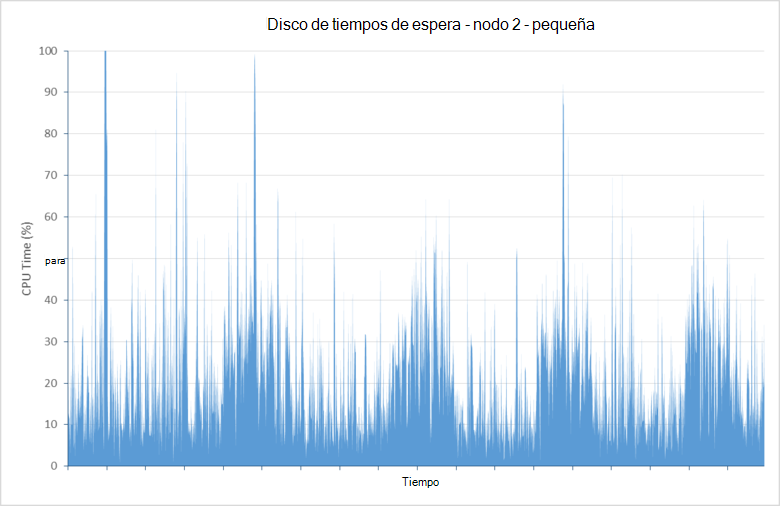 Disco de tiempos de espera - nodo 2 - pequeña
100
90
80
70
60
para
40
30
20
10
0
CPU Time (%)
Tiempo